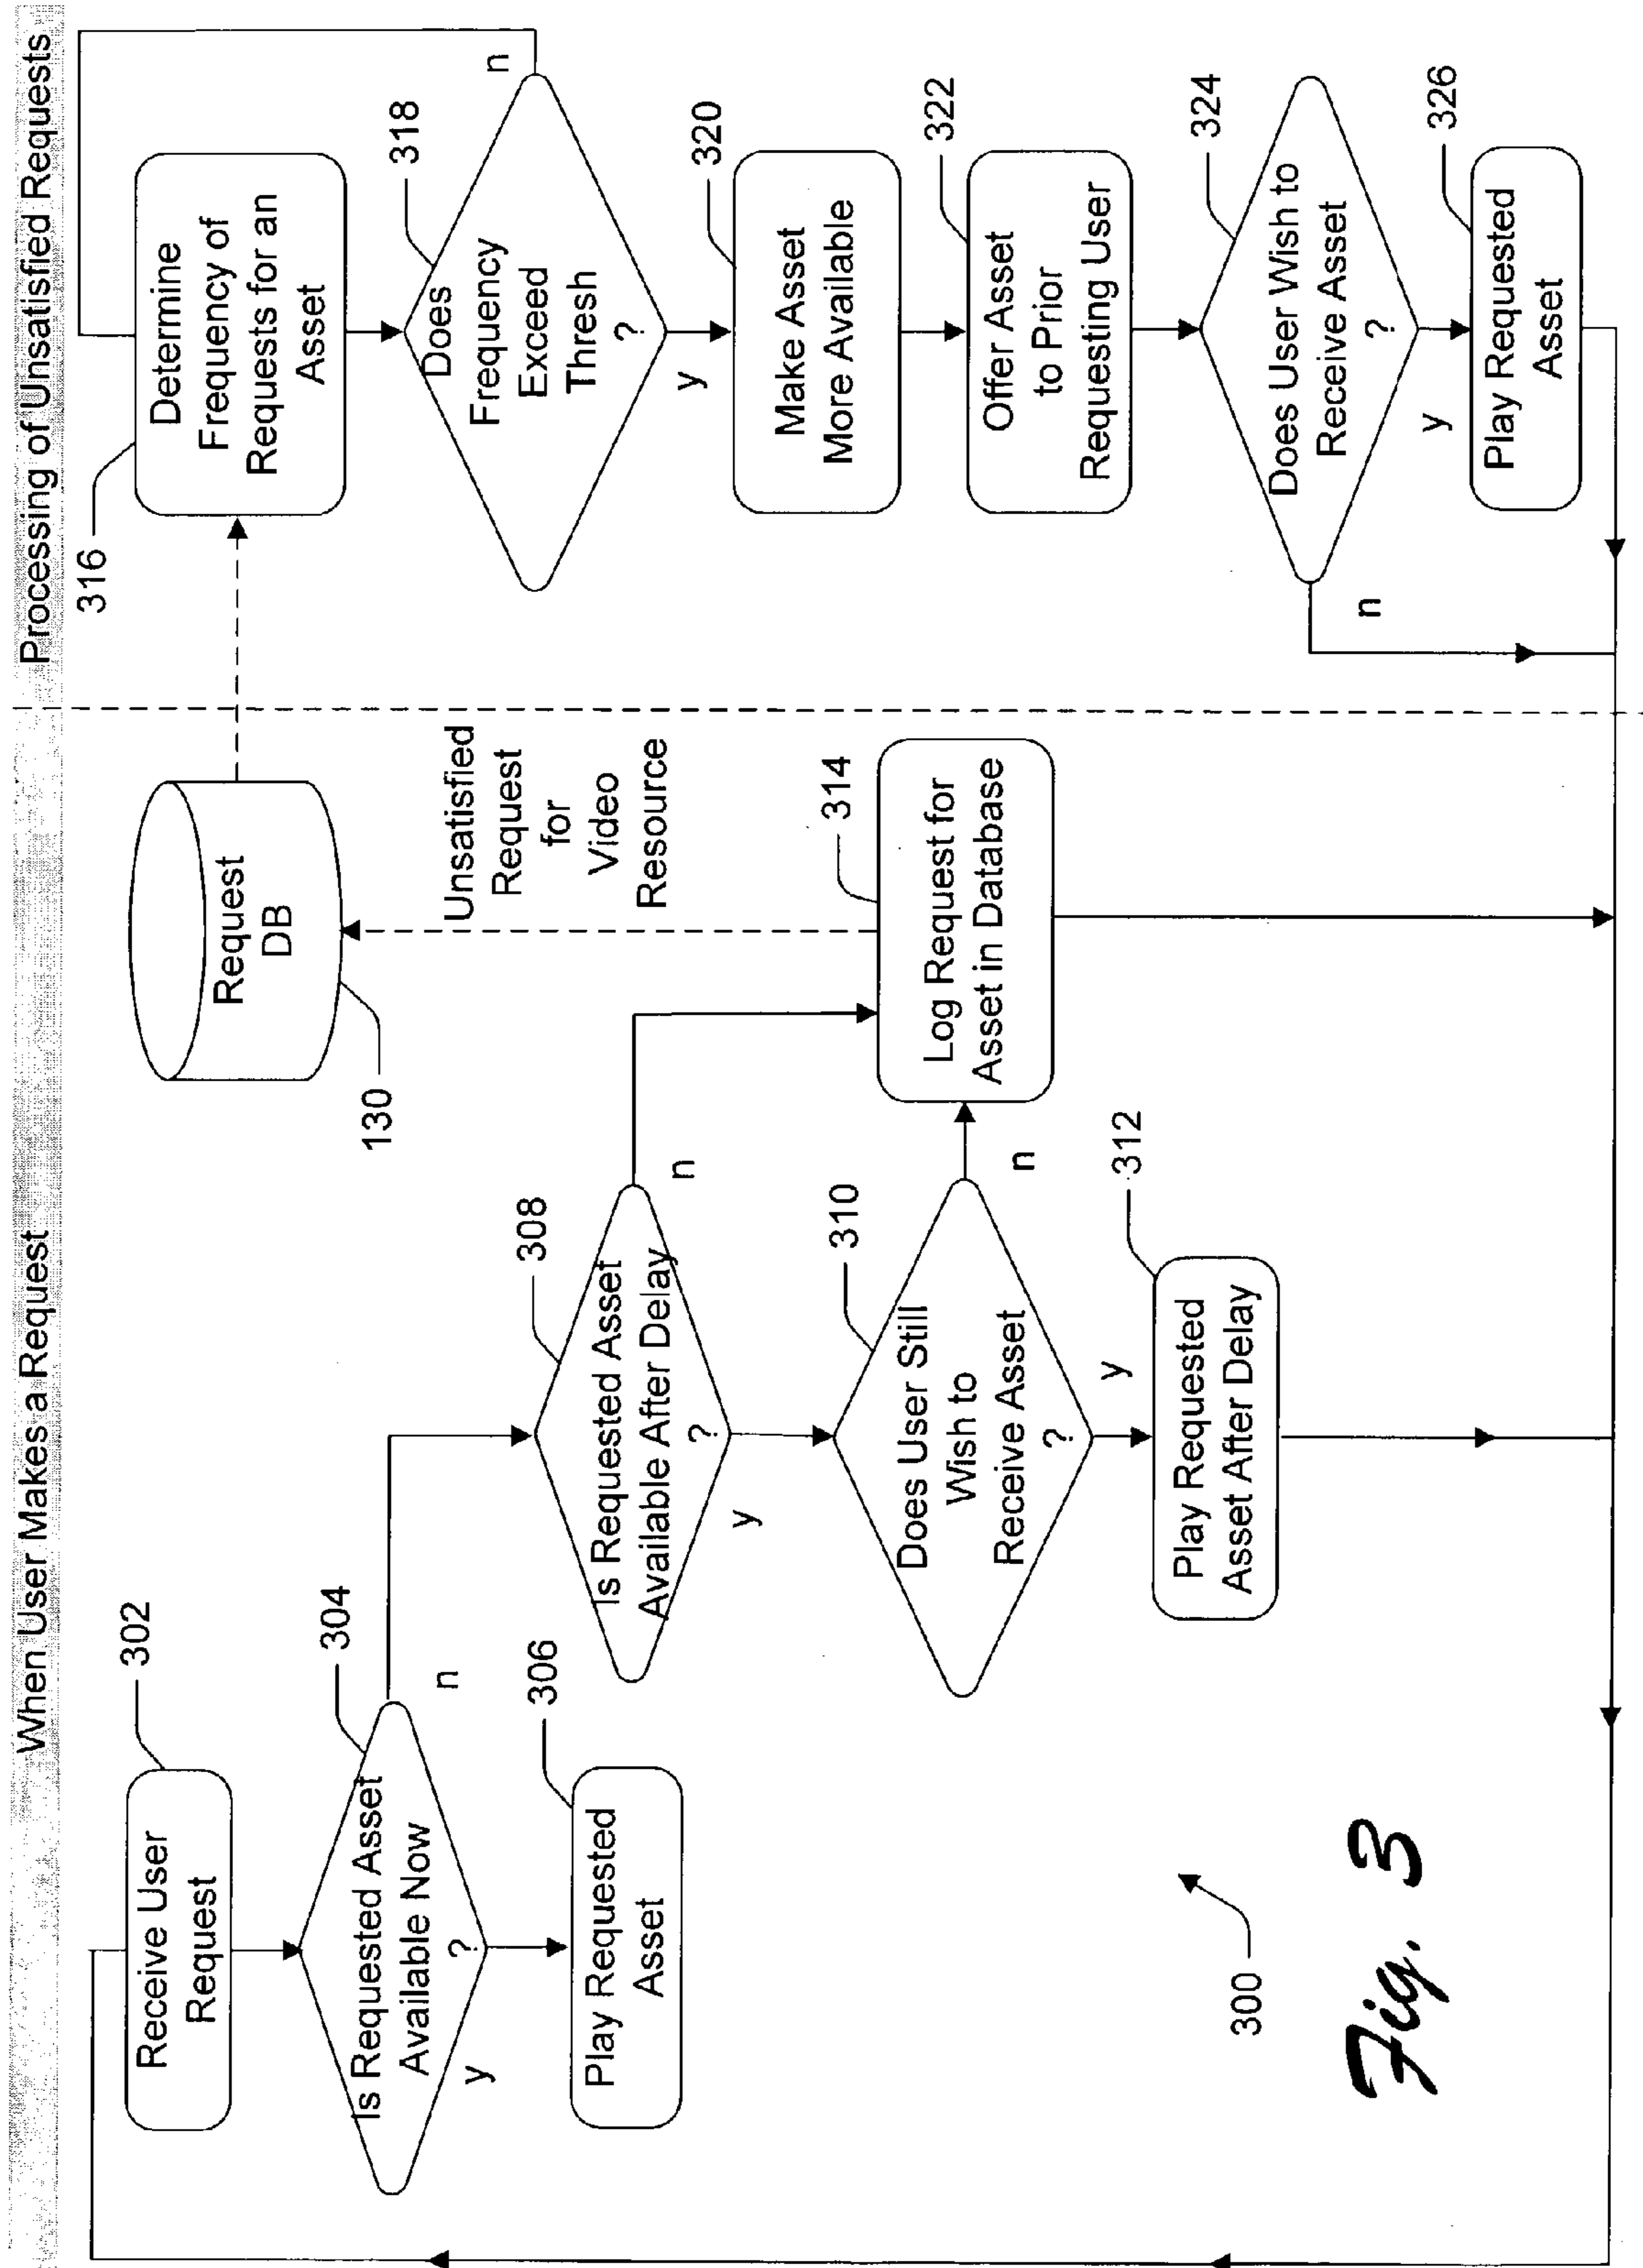 When User Makes a Request
Processing of Unsatisfied Requests
302
Receive User
Request
304
Is Requested Asset
Available Now
?
y
n
306
Play Requested
Asset
308
Is Requested Asset
Available After Delay
?
y
n
310
Does User Still
Wish to
Receive Asset
?
y
n
312
Play Requested
Asset After Delay
314
Log Request for
Asset in Database
Unsatisfied
Request
for
Video
Resource
Request
DB
130
316
Determine
Frequency of
Requests for an
Asset
318
Does
Frequency
Exceed
Thresh
?
n
y
320
Make Asset
More Available
322
Offer Asset
to Prior
Requesting User
324
Does User Wish to
Receive Asset
?
n
y
326
Play Requested
Asset
300
Fig. 3